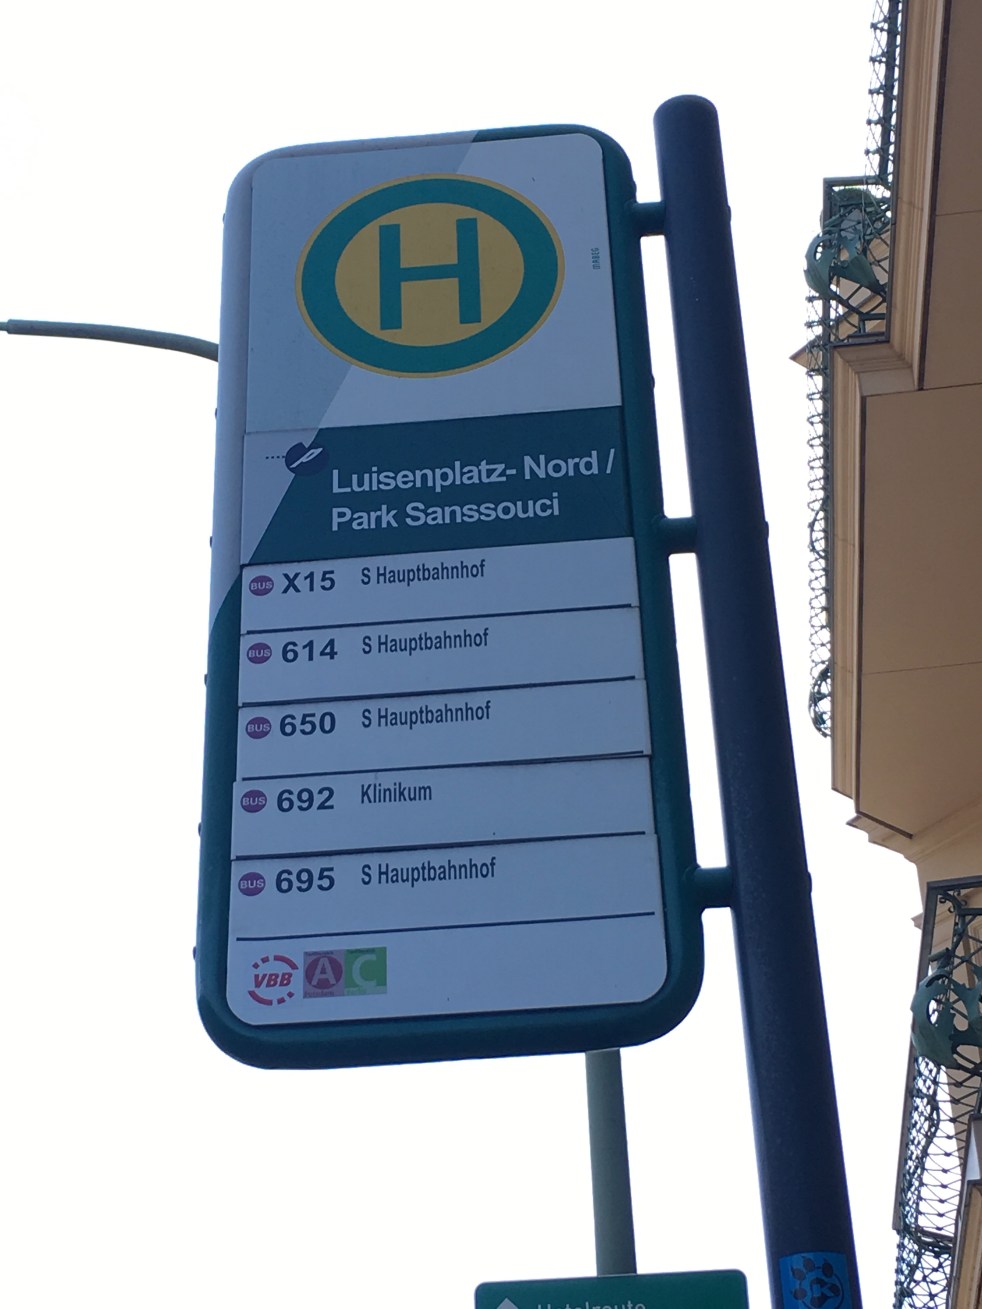 H
Luisenplatz-Nord /
Park Sanssouci
BUS X15 S Hauptbahnhof
BUS 614 S Hauptbahnhof
BUS 650 S Hauptbahnhof
BUS 692 Klinikum
BUS 695 S Hauptbahnhof
VBB A C
Hotelroute